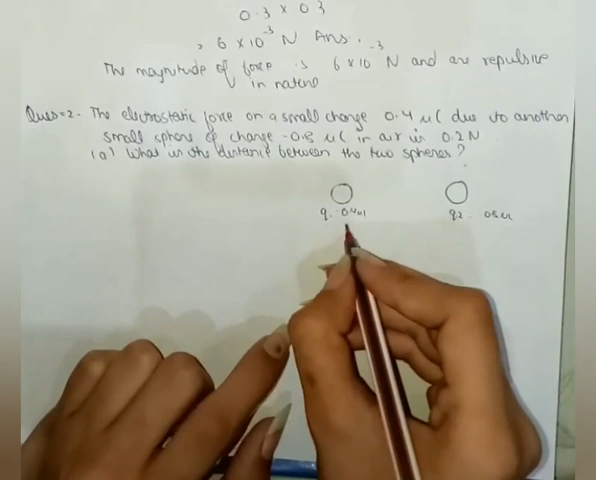 0.3 × 0.3
, 6 × 10⁻³ N Ans.
The magnitude of force is 6 × 10⁻³ N and are repulsive
in nature
Ques=2- The electrostatic force on a small charge 0.4 μC due to another
small sphere of charge -0.8 μC in air is 0.2 N
(a) What is the distance between the two spheres?
q1 = 0.4
q2 = 0.8